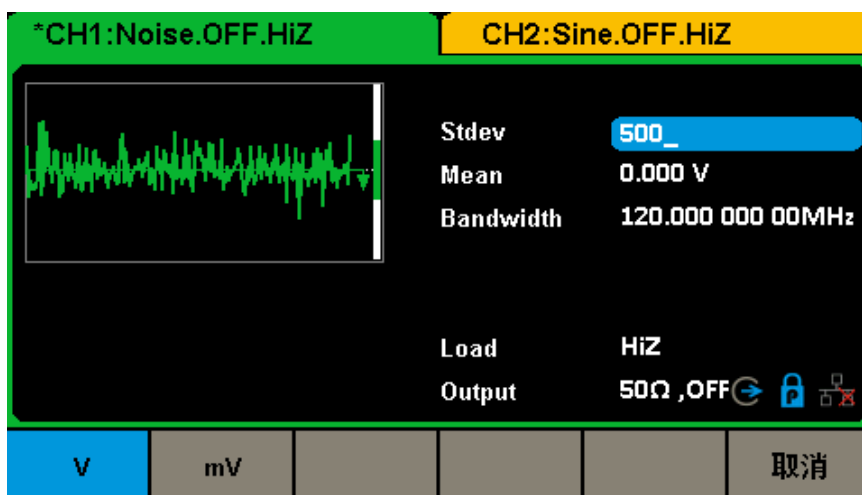 *CH1:Noise.OFF.HiZ CH2:Sine.OFF.HiZ
Stdev 500_
Mean 0.000 V
Bandwidth 120.000 000 00MHz
Load HiZ
Output 50Ω ,OFF P
V mV 取消